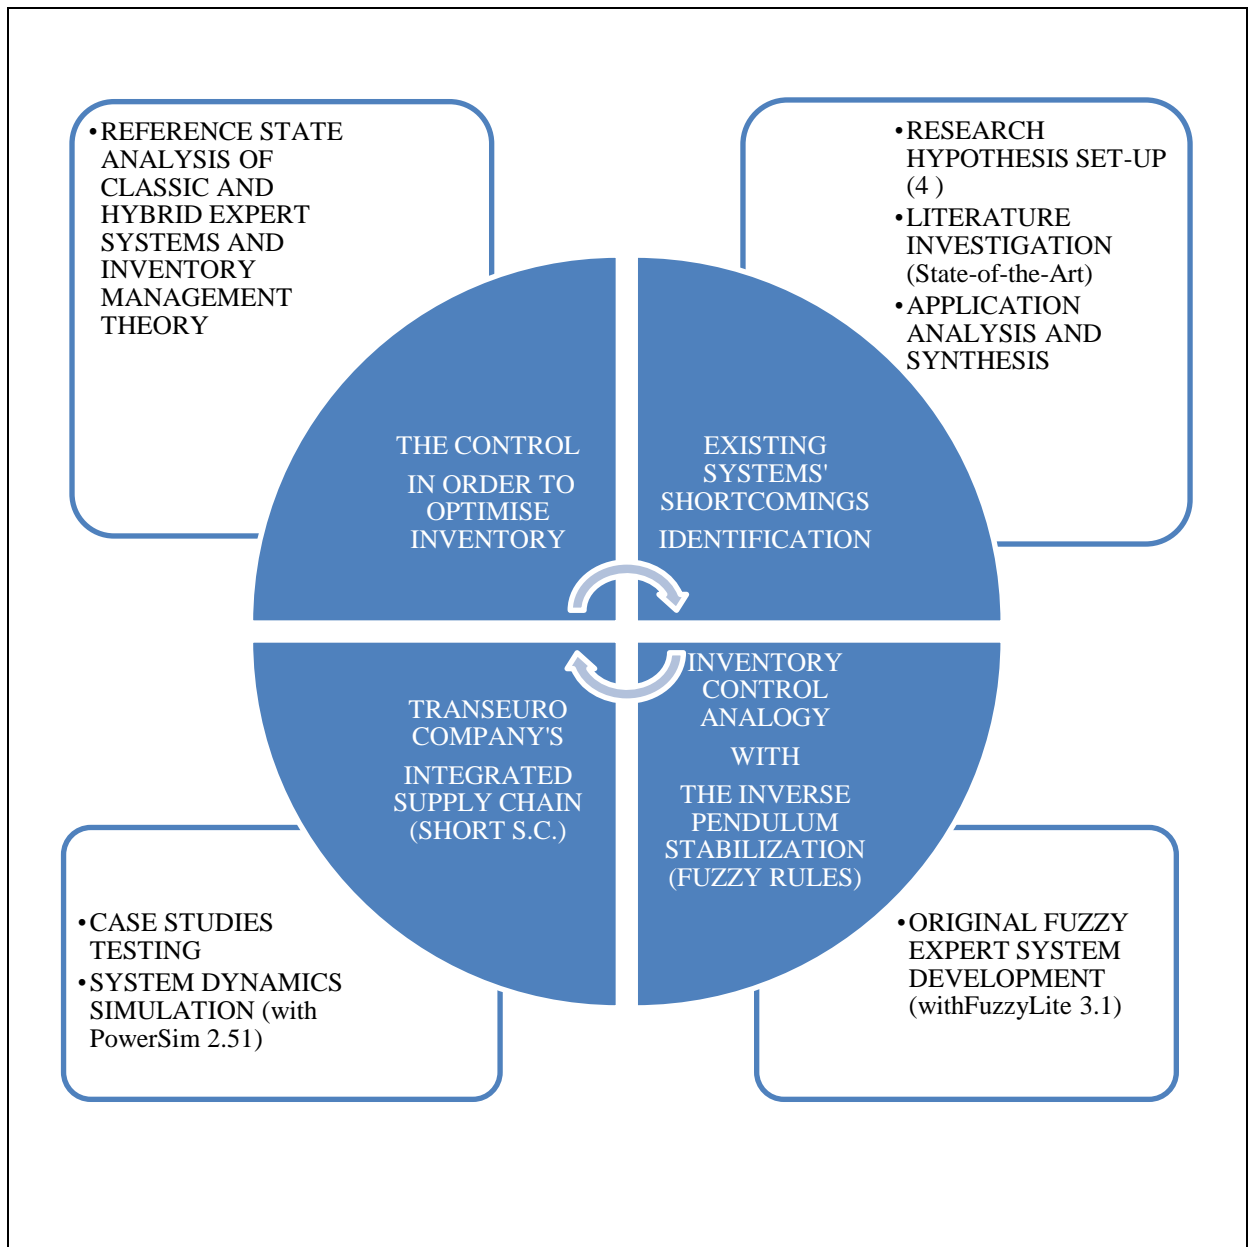 •REFERENCE STATE
ANALYSIS OF
CLASSIC AND
HYBRID EXPERT
SYSTEMS AND
INVENTORY
MANAGEMENT
THEORY
•RESEARCH
HYPOTHESIS SET-UP
(4 )
•LITERATURE
INVESTIGATION
(State-of-the-Art)
•APPLICATION
ANALYSIS AND
SYNTHESIS
THE CONTROL
IN ORDER TO
OPTIMISE
INVENTORY
EXISTING
SYSTEMS'
SHORTCOMINGS
IDENTIFICATION
TRANSEURO
COMPANY'S
INTEGRATED
SUPPLY CHAIN
(SHORT S.C.)
INVENTORY
CONTROL
ANALOGY
WITH
THE INVERSE
PENDULUM
STABILIZATION
(FUZZY RULES)
•CASE STUDIES
TESTING
•SYSTEM DYNAMICS
SIMULATION (with
PowerSim 2.51)
•ORIGINAL FUZZY
EXPERT SYSTEM
DEVELOPMENT
(withFuzzyLite 3.1)